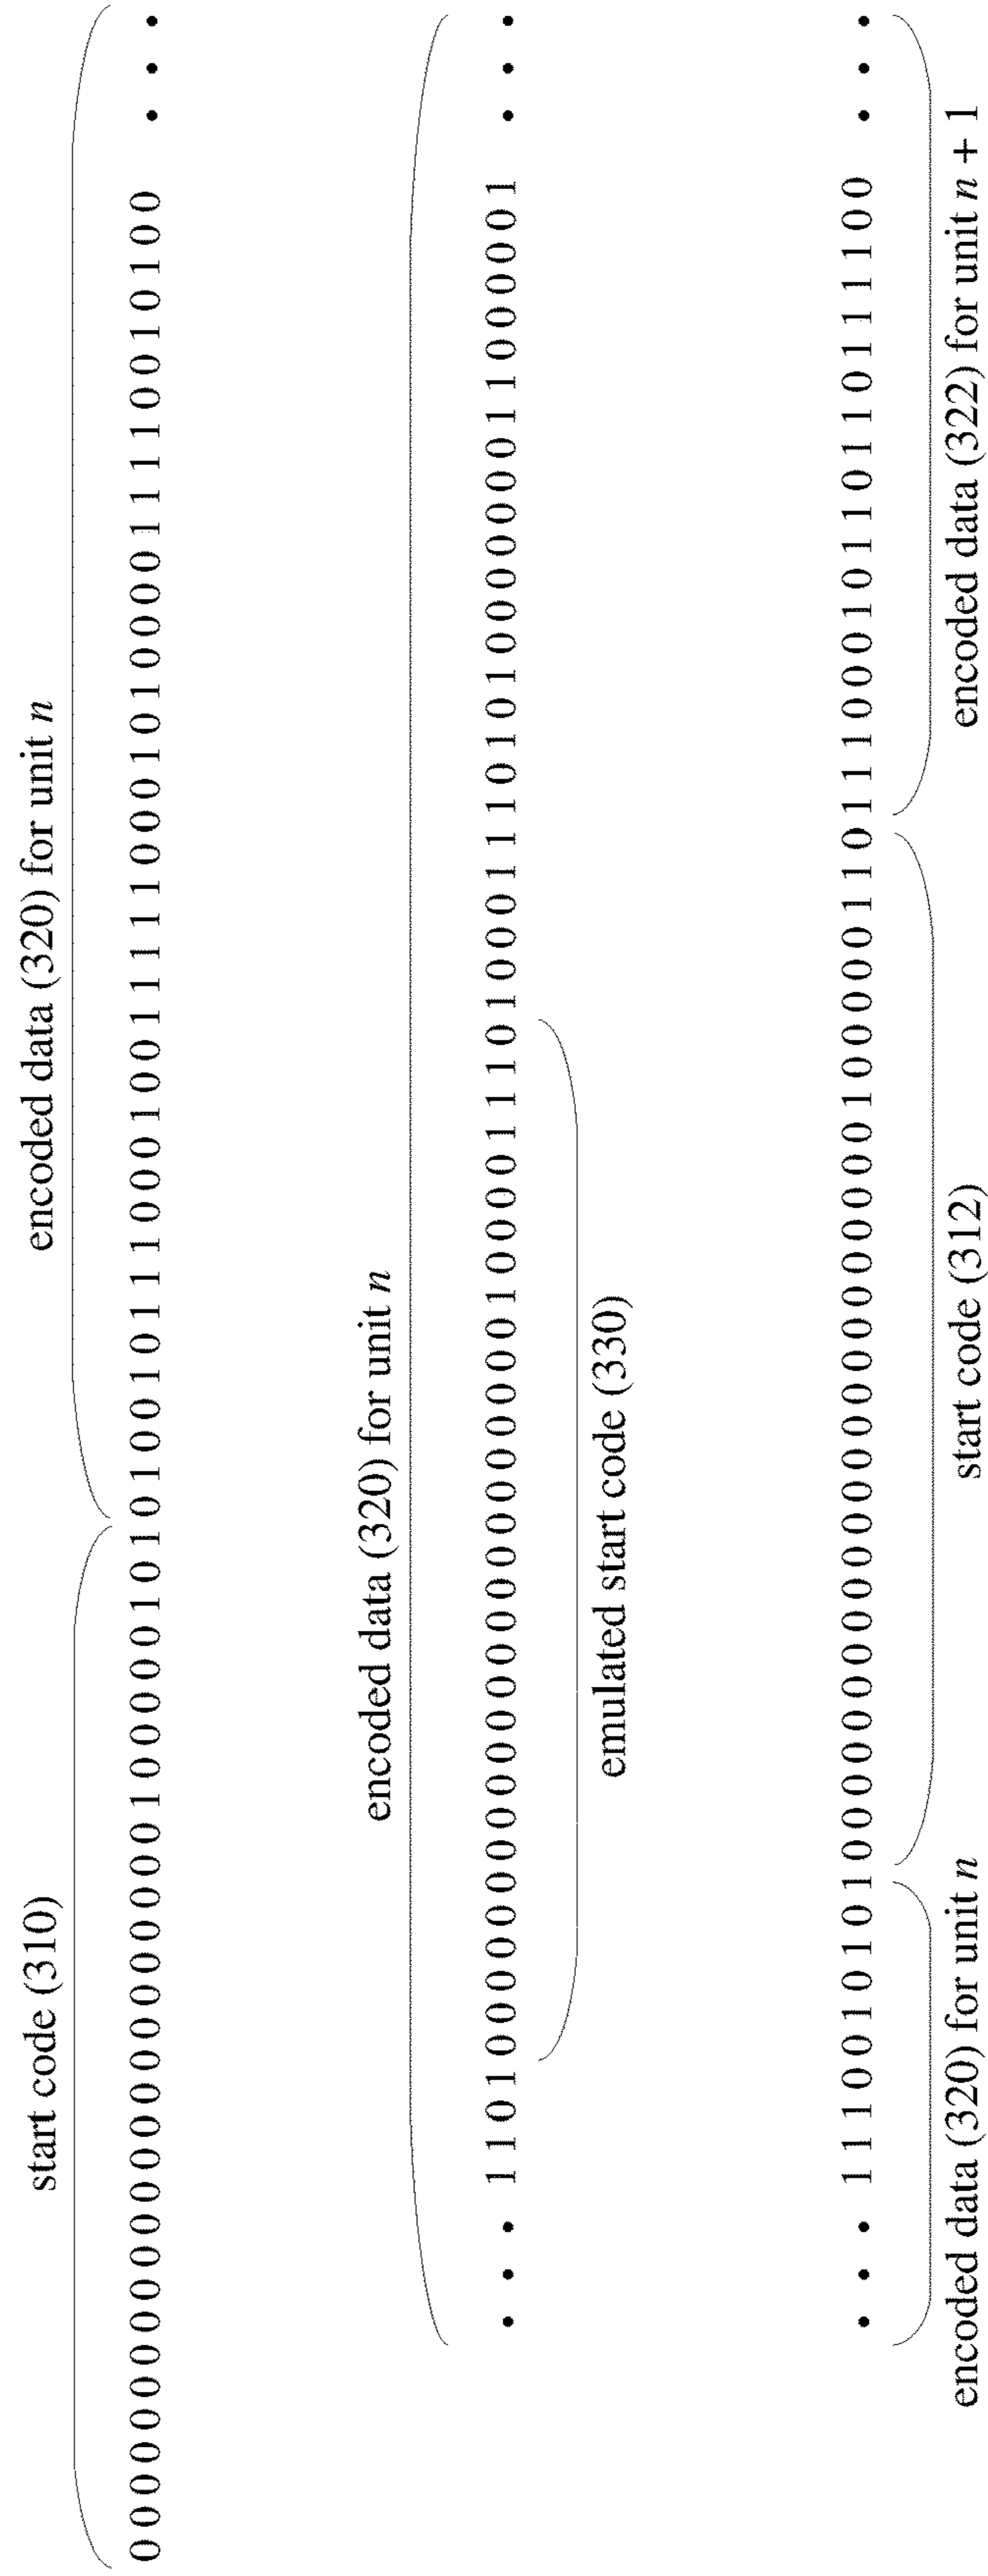 start code (310)
encoded data (320) for unit n
0 0 0 0 0 0 0 0 0 0 0 0 0 0 0 0 0 0 0 0 0 0 0 1 0 0 0 0 0 1 0 1 0 1 0 0 1 0 1 1 1 0 0 0 1 0 0 1 1 1 1 1 0 0 0 1 0 1 0 0 0 0 1 1 1 1 0 0 1 0 1 0 0 • • •
encoded data (320) for unit n
• • • 1 1 0 1 0 0 0 0 0 0 0 0 0 0 0 0 0 0 0 0 0 0 0 0 0 0 0 1 0 0 0 0 1 1 1 0 1 0 0 0 1 1 1 0 1 0 1 0 0 0 0 0 0 0 1 1 0 0 0 0 0 1 • • •
emulated start code (330)
• • • 1 1 1 0 0 1 0 1 0 1 0 0 0 0 0 0 0 0 0 0 0 0 0 0 0 0 0 0 0 0 0 0 0 1 0 0 0 0 0 1 1 0 1 1 1 0 0 0 1 0 1 1 0 1 1 0 1 1 1 1 0 0 • • •
encoded data (320) for unit n
start code (312)
encoded data (322) for unit n + 1